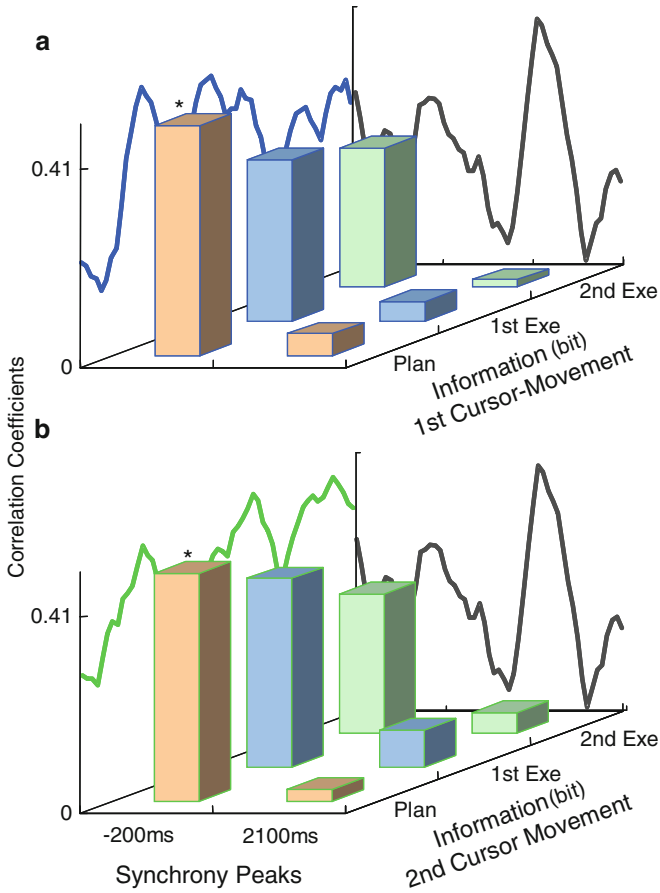 a
*
0.41
0
Plan
1st Exe
2nd Exe
Information (bit)
1st Cursor-Movement
Correlation Coefficients
b
*
0.41
0
Plan
1st Exe
2nd Exe
Information (bit)
2nd Cursor Movement
-200ms
2100ms
Synchrony Peaks